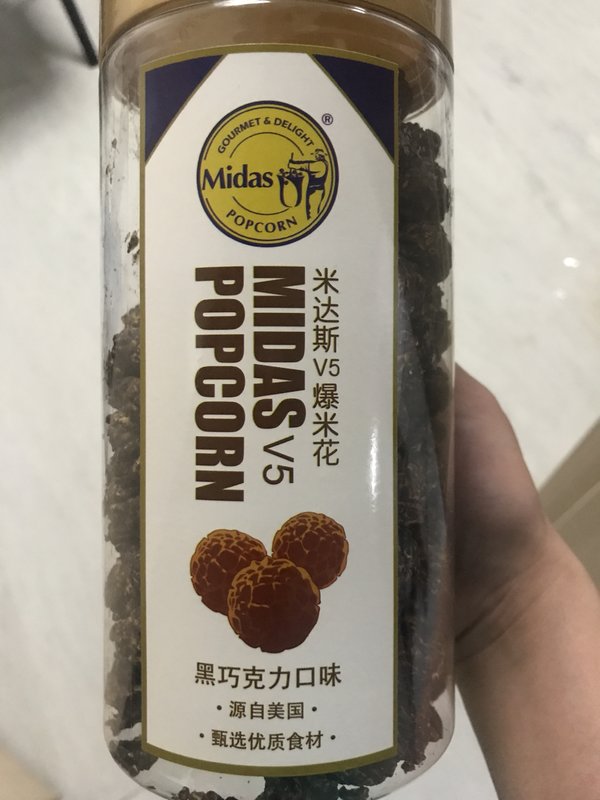 GOURMET & DELIGHT
®
Midas
POPCORN
米达斯V5爆米花
MIDAS V5
POPCORN
黑巧克力口味
·源自美国·
·甄选优质食材·